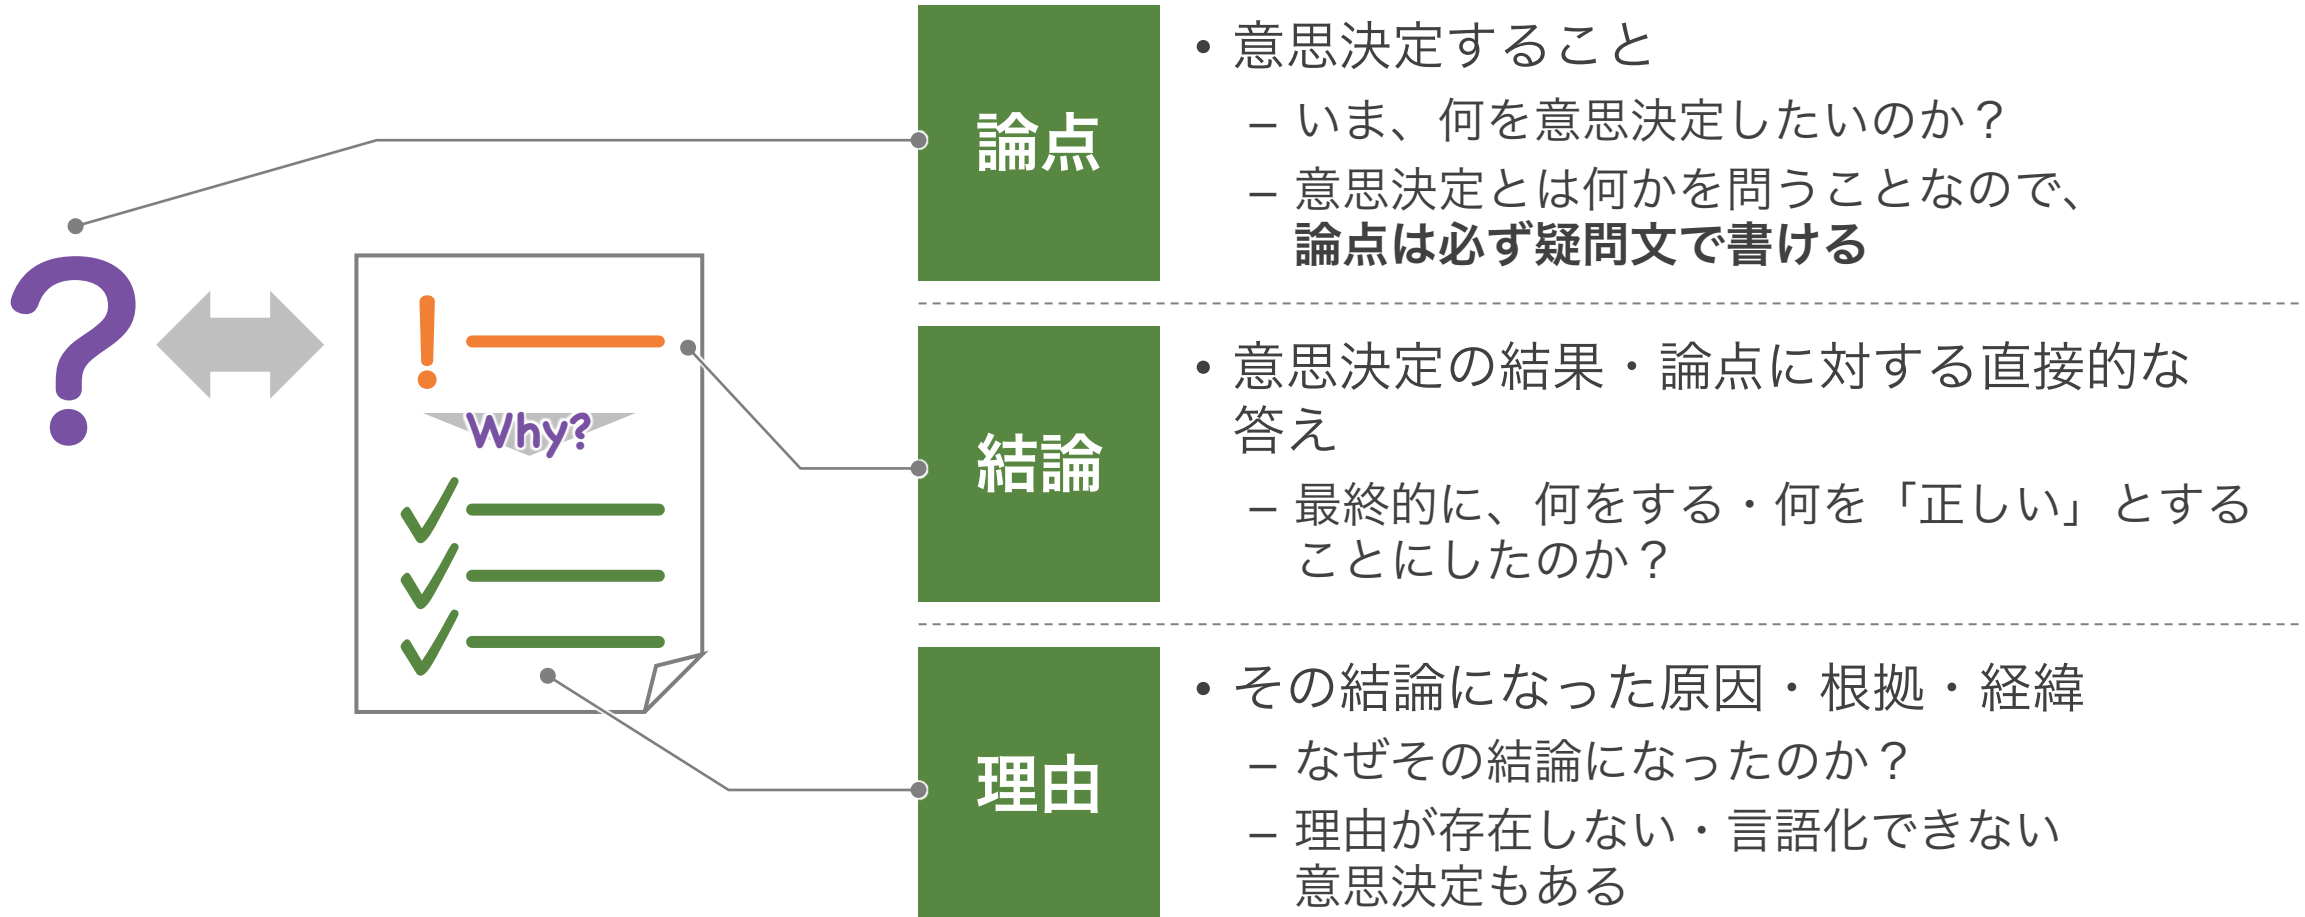 論点
• 意思決定すること
– いま、何を意思決定したいのか？
– 意思決定とは何かを問うことなので、
論点は必ず疑問文で書ける
?
!
Why?
結論
• 意思決定の結果・論点に対する直接的な
答え
– 最終的に、何をする・何を「正しい」とする
ことにしたのか？
理由
• その結論になった原因・根拠・経緯
– なぜその結論になったのか？
– 理由が存在しない・言語化できない
意思決定もある